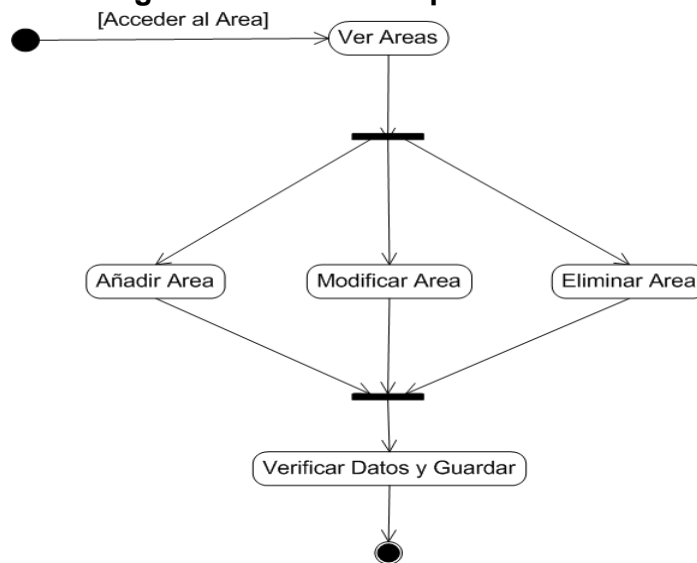 [Acceder al Area]
Ver Areas
Añadir Area
Modificar Area
Eliminar Area
Verificar Datos y Guardar